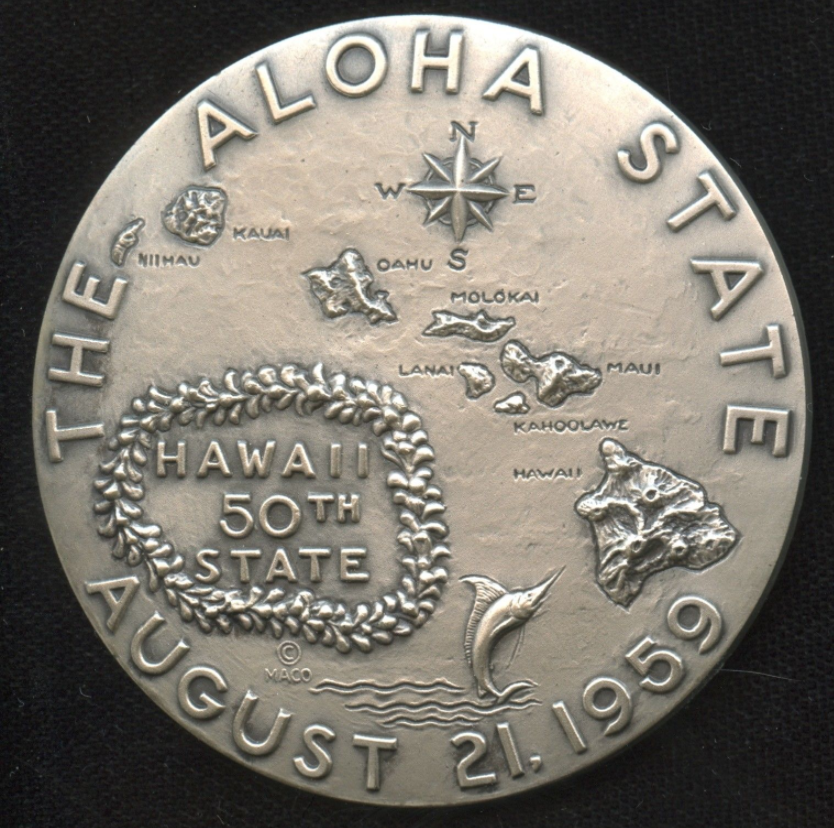 THE ALOHA STATE
N
W E
S
KAUAI
NIIHAU
OAHU
MOLOKAI
LANAI
MAUI
KAHOOLAWE
HAWAII
HAWAII
50TH
STATE
©
MACO
AUGUST 21, 1959